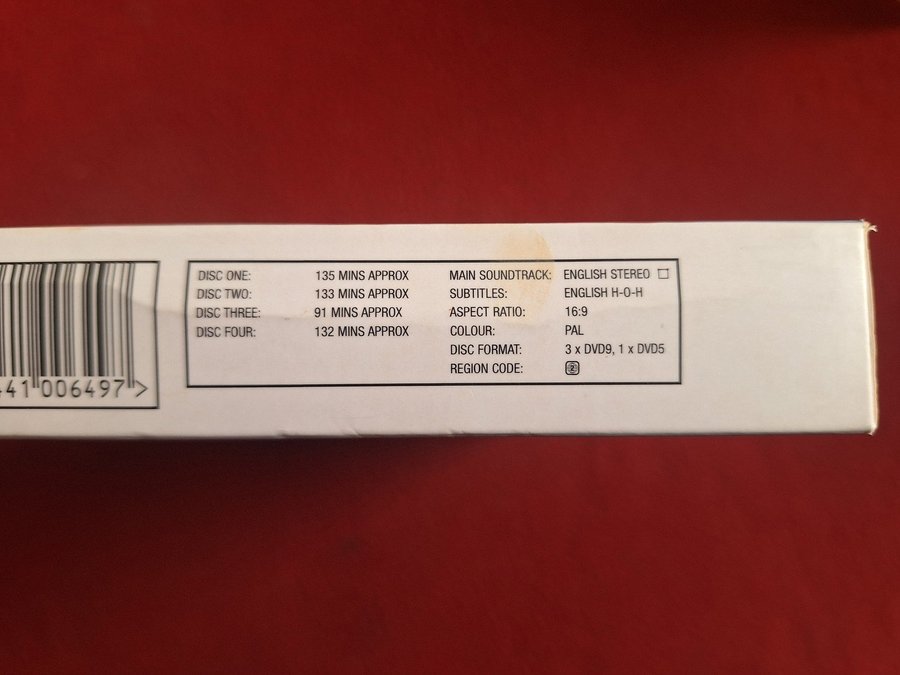 DISC ONE: 135 MINS APPROX
DISC TWO: 133 MINS APPROX
DISC THREE: 91 MINS APPROX
DISC FOUR: 132 MINS APPROX
MAIN SOUNDTRACK: ENGLISH STEREO
SUBTITLES: ENGLISH H-O-H
ASPECT RATIO: 16:9
COLOUR: PAL
DISC FORMAT: 3 x DVD9, 1 x DVD5
REGION CODE: 2
41 006497 >